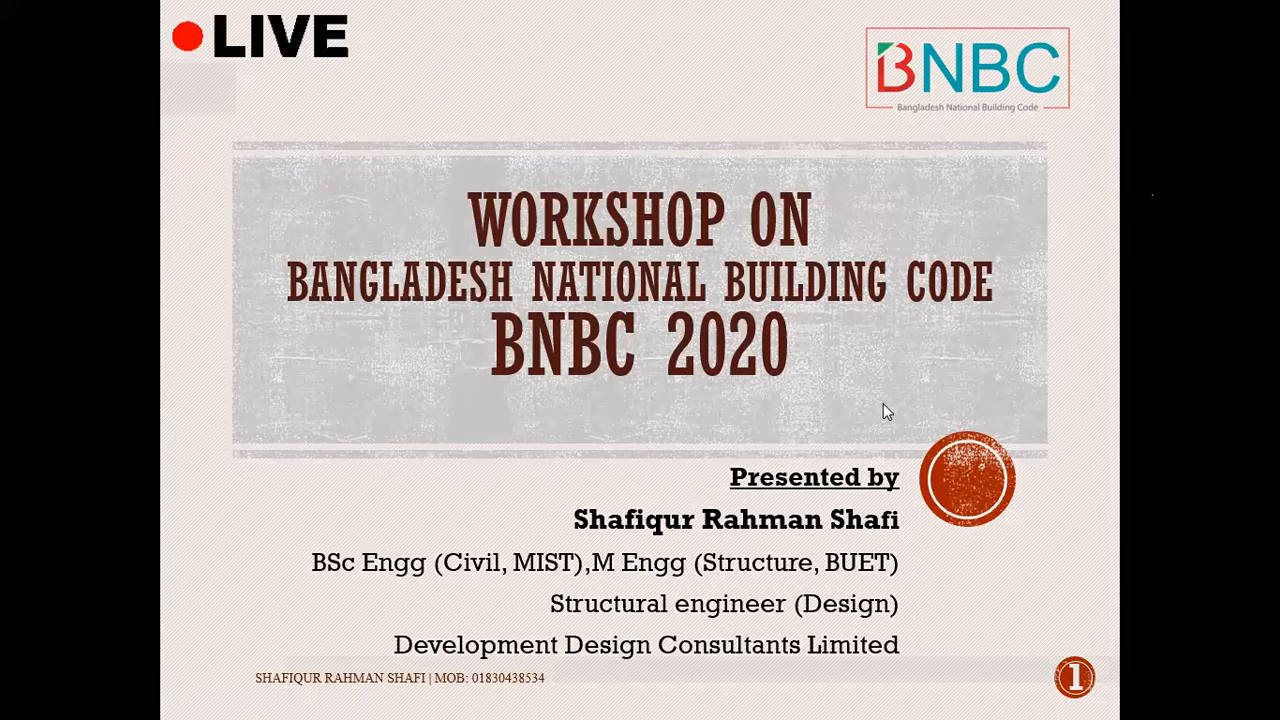 LIVE
BNBC
Bangladesh National Building Code
WORKSHOP ON
BANGLADESH NATIONAL BUILDING CODE
BNBC 2020
Presented by
Shafiqur Rahman Shafi
BSc Engg (Civil, MIST),M Engg (Structure, BUET)
Structural engineer (Design)
Development Design Consultants Limited
SHAFIQUR RAHMAN SHAFI | MOB: 01830438534
1